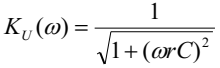 K_U(ω) = 1 / √(1 + (ωrC)²)